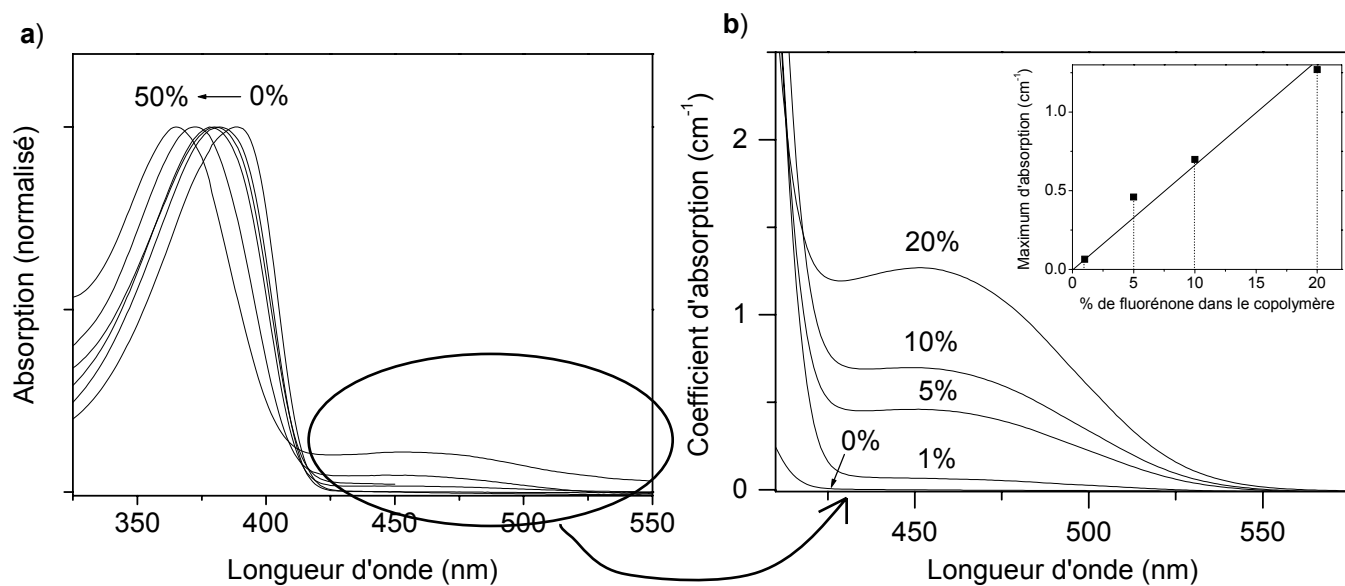 a)
50% 0%
Absorption (normalisé)
350 400 450 500 550
Longueur d'onde (nm)
b)
Coefficient d'absorption (cm-1)
2
1
0
20%
10%
5%
0%
1%
450 500 550
Longueur d'onde (nm)
Maximum d'absorption (cm-1)
1.0
0.5
0.0
0 5 10 15 20
% de fluorénone dans le copolymère